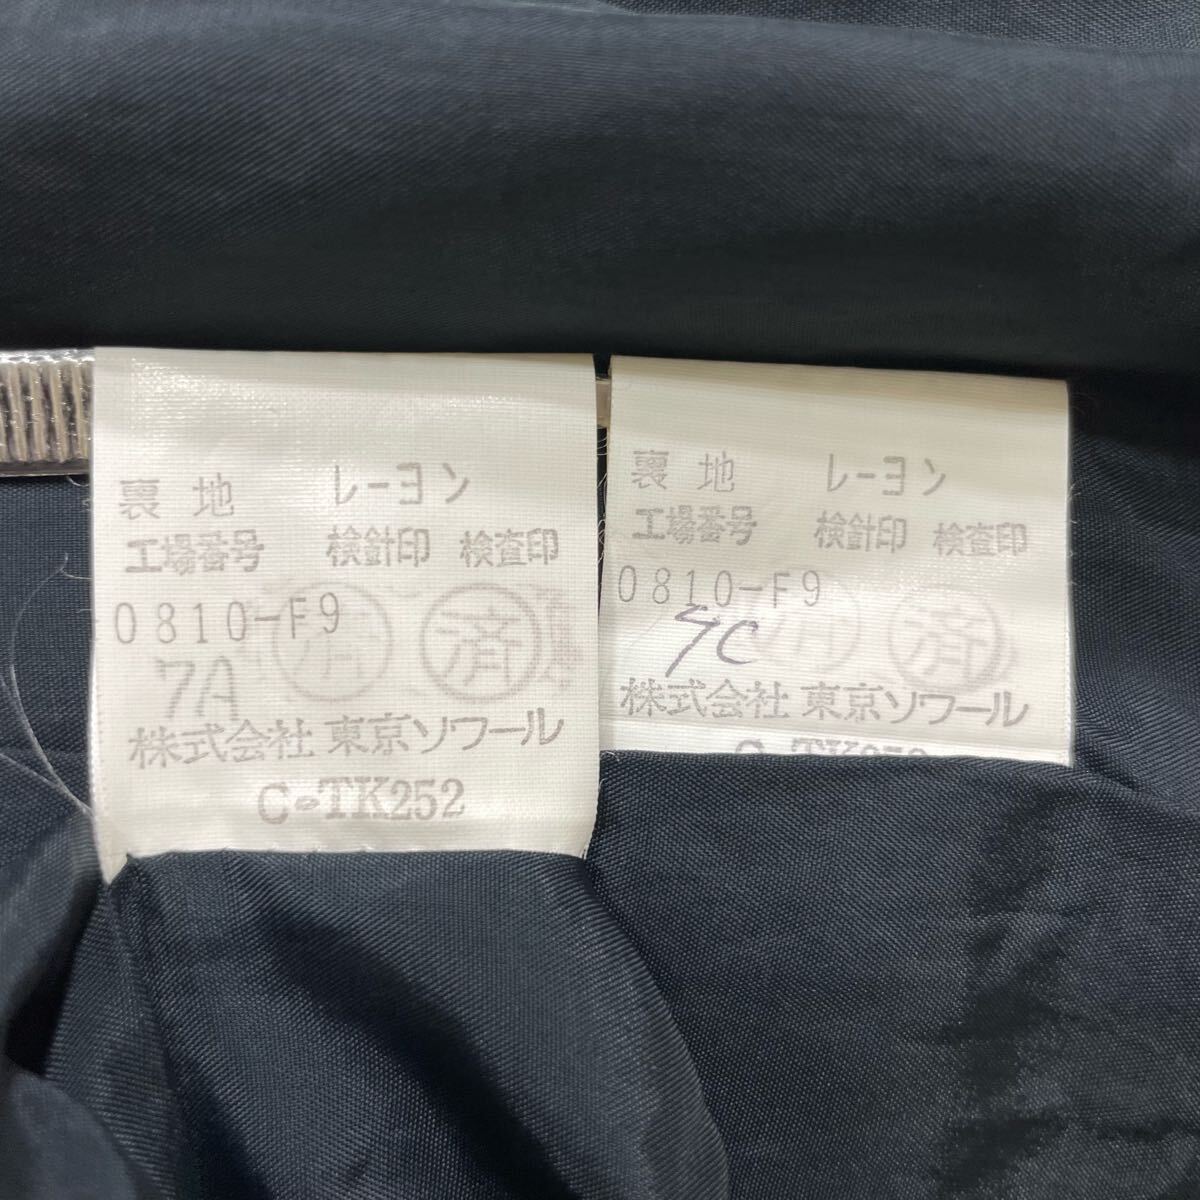 裏地 レーヨン
工場番号 検針印 検査印
0810-F9 済 済
7A
株式会社 東京ソワール
C-TK252
裏地 レーヨン
工場番号 検針印 検査印
0810-F9 済
7C
株式会社 東京ソワール
C-TK252